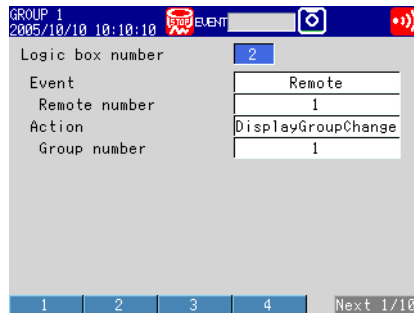 GROUP 1
2005/10/10 10:10:10 STOP EVENT
Logic box number 2
Event Remote
Remote number 1
Action DisplayGroupChange
Group number 1
1 2 3 4 Next 1/10